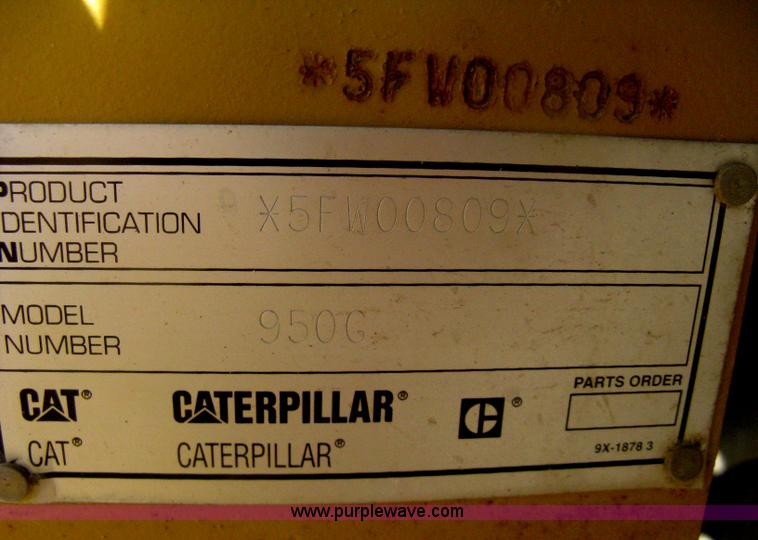 *5FW00809*
PRODUCT
IDENTIFICATION
NUMBER
*5FW00809*
MODEL
NUMBER
950G
PARTS ORDER
CAT® CATERPILLAR® ®
CAT® CATERPILLAR®
9X-1878 3
www.purplewave.com